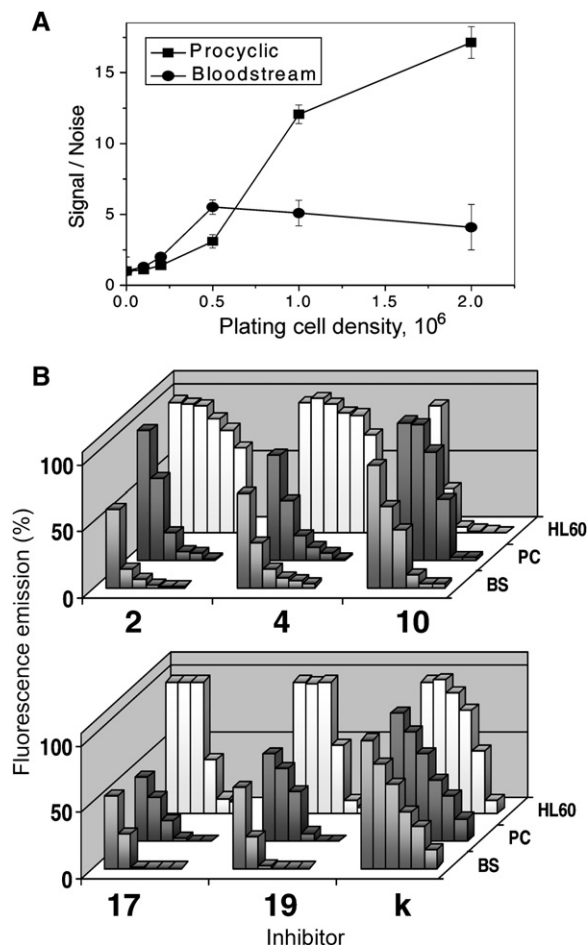 A
Procyclic
Bloodstream
Signal / Noise
15
10
5
0
0.0
0.5
1.0
1.5
2.0
Plating cell density, 10⁶
B
Fluorescence emission (%)
100
50
0
HL60
PC
BS
2
4
10
100
50
0
HL60
PC
BS
17
19
k
Inhibitor